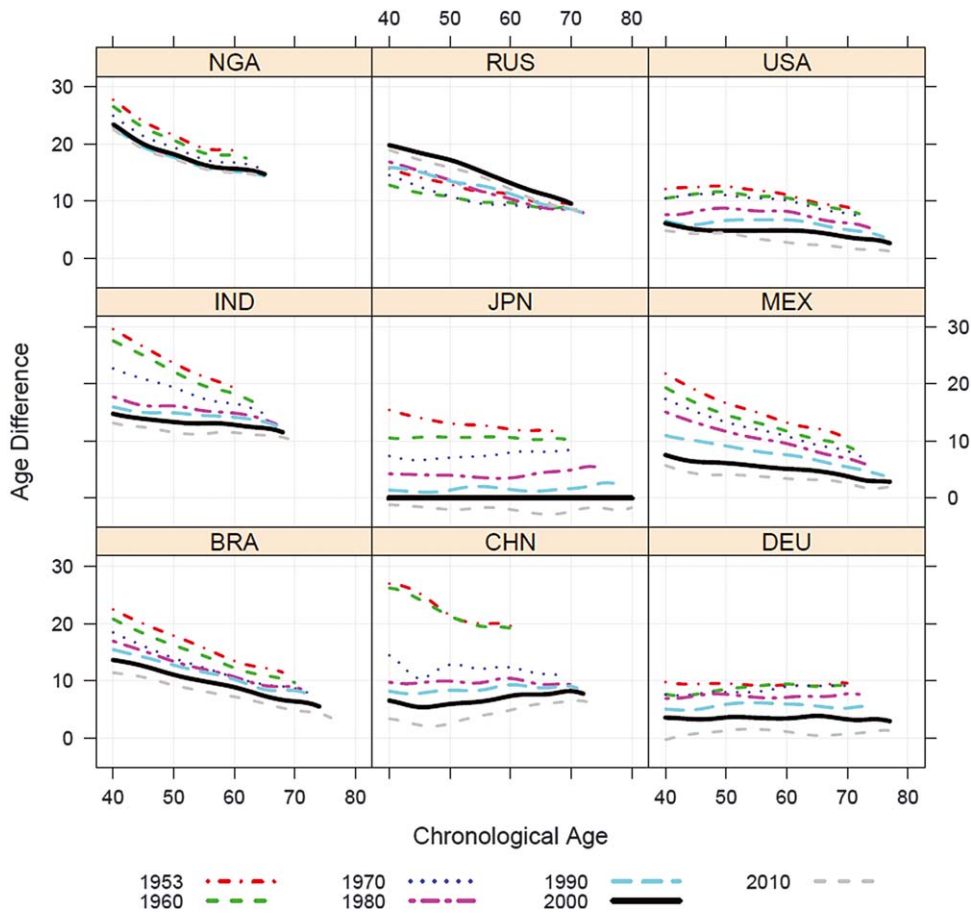 40 50 60 70 80
NGA RUS USA
30
20
10
0
IND JPN MEX
30
20
10
0
BRA CHN DEU
30
20
10
0
40 50 60 70 80 40 50 60 70 80
Age Difference
Chronological Age
1953 1970 1990 2010
1960 1980 2000